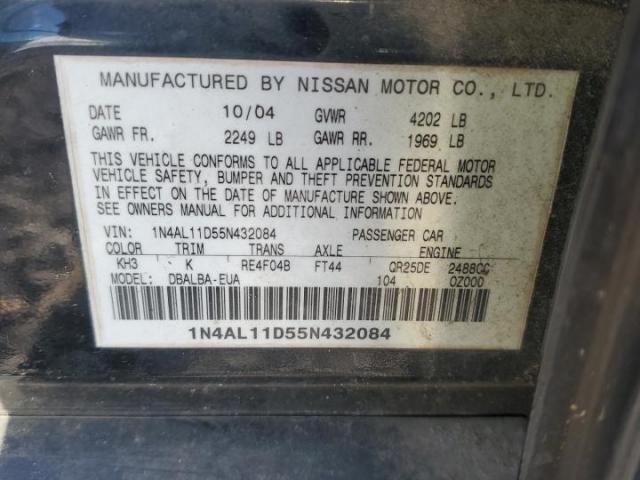 MANUFACTURED BY NISSAN MOTOR CO., LTD.
DATE 10/04 GVWR 4202 LB
GAWR FR. 2249 LB GAWR RR. 1969 LB
THIS VEHICLE CONFORMS TO ALL APPLICABLE FEDERAL MOTOR
VEHICLE SAFETY, BUMPER AND THEFT PREVENTION STANDARDS
IN EFFECT ON THE DATE OF MANUFACTURE SHOWN ABOVE.
SEE OWNERS MANUAL FOR ADDITIONAL INFORMATION
VIN: 1N4AL11D55N432084 PASSENGER CAR
COLOR TRIM TRANS AXLE ENGINE
KH3 K RE4F04B FT44 QR25DE 2488CC
MODEL: DBALBA-EUA 104 0Z000
1N4AL11D55N432084